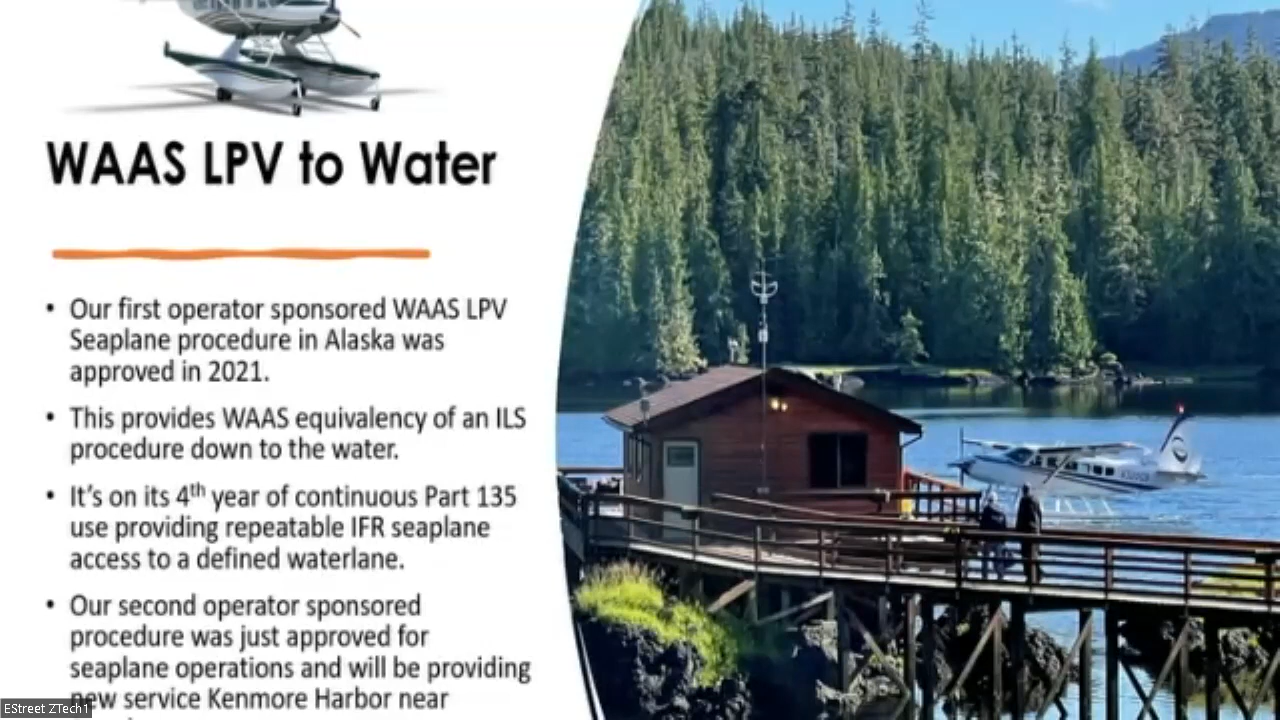 WAAS LPV to Water
• Our first operator sponsored WAAS LPV
Seaplane procedure in Alaska was
approved in 2021.
• This provides WAAS equivalency of an ILS
procedure down to the water.
• It's on its 4th year of continuous Part 135
use providing repeatable IFR seaplane
access to a defined waterlane.
• Our second operator sponsored
procedure was just approved for
seaplane operations and will be providing
new service Kenmore Harbor near
EStreet ZTech1